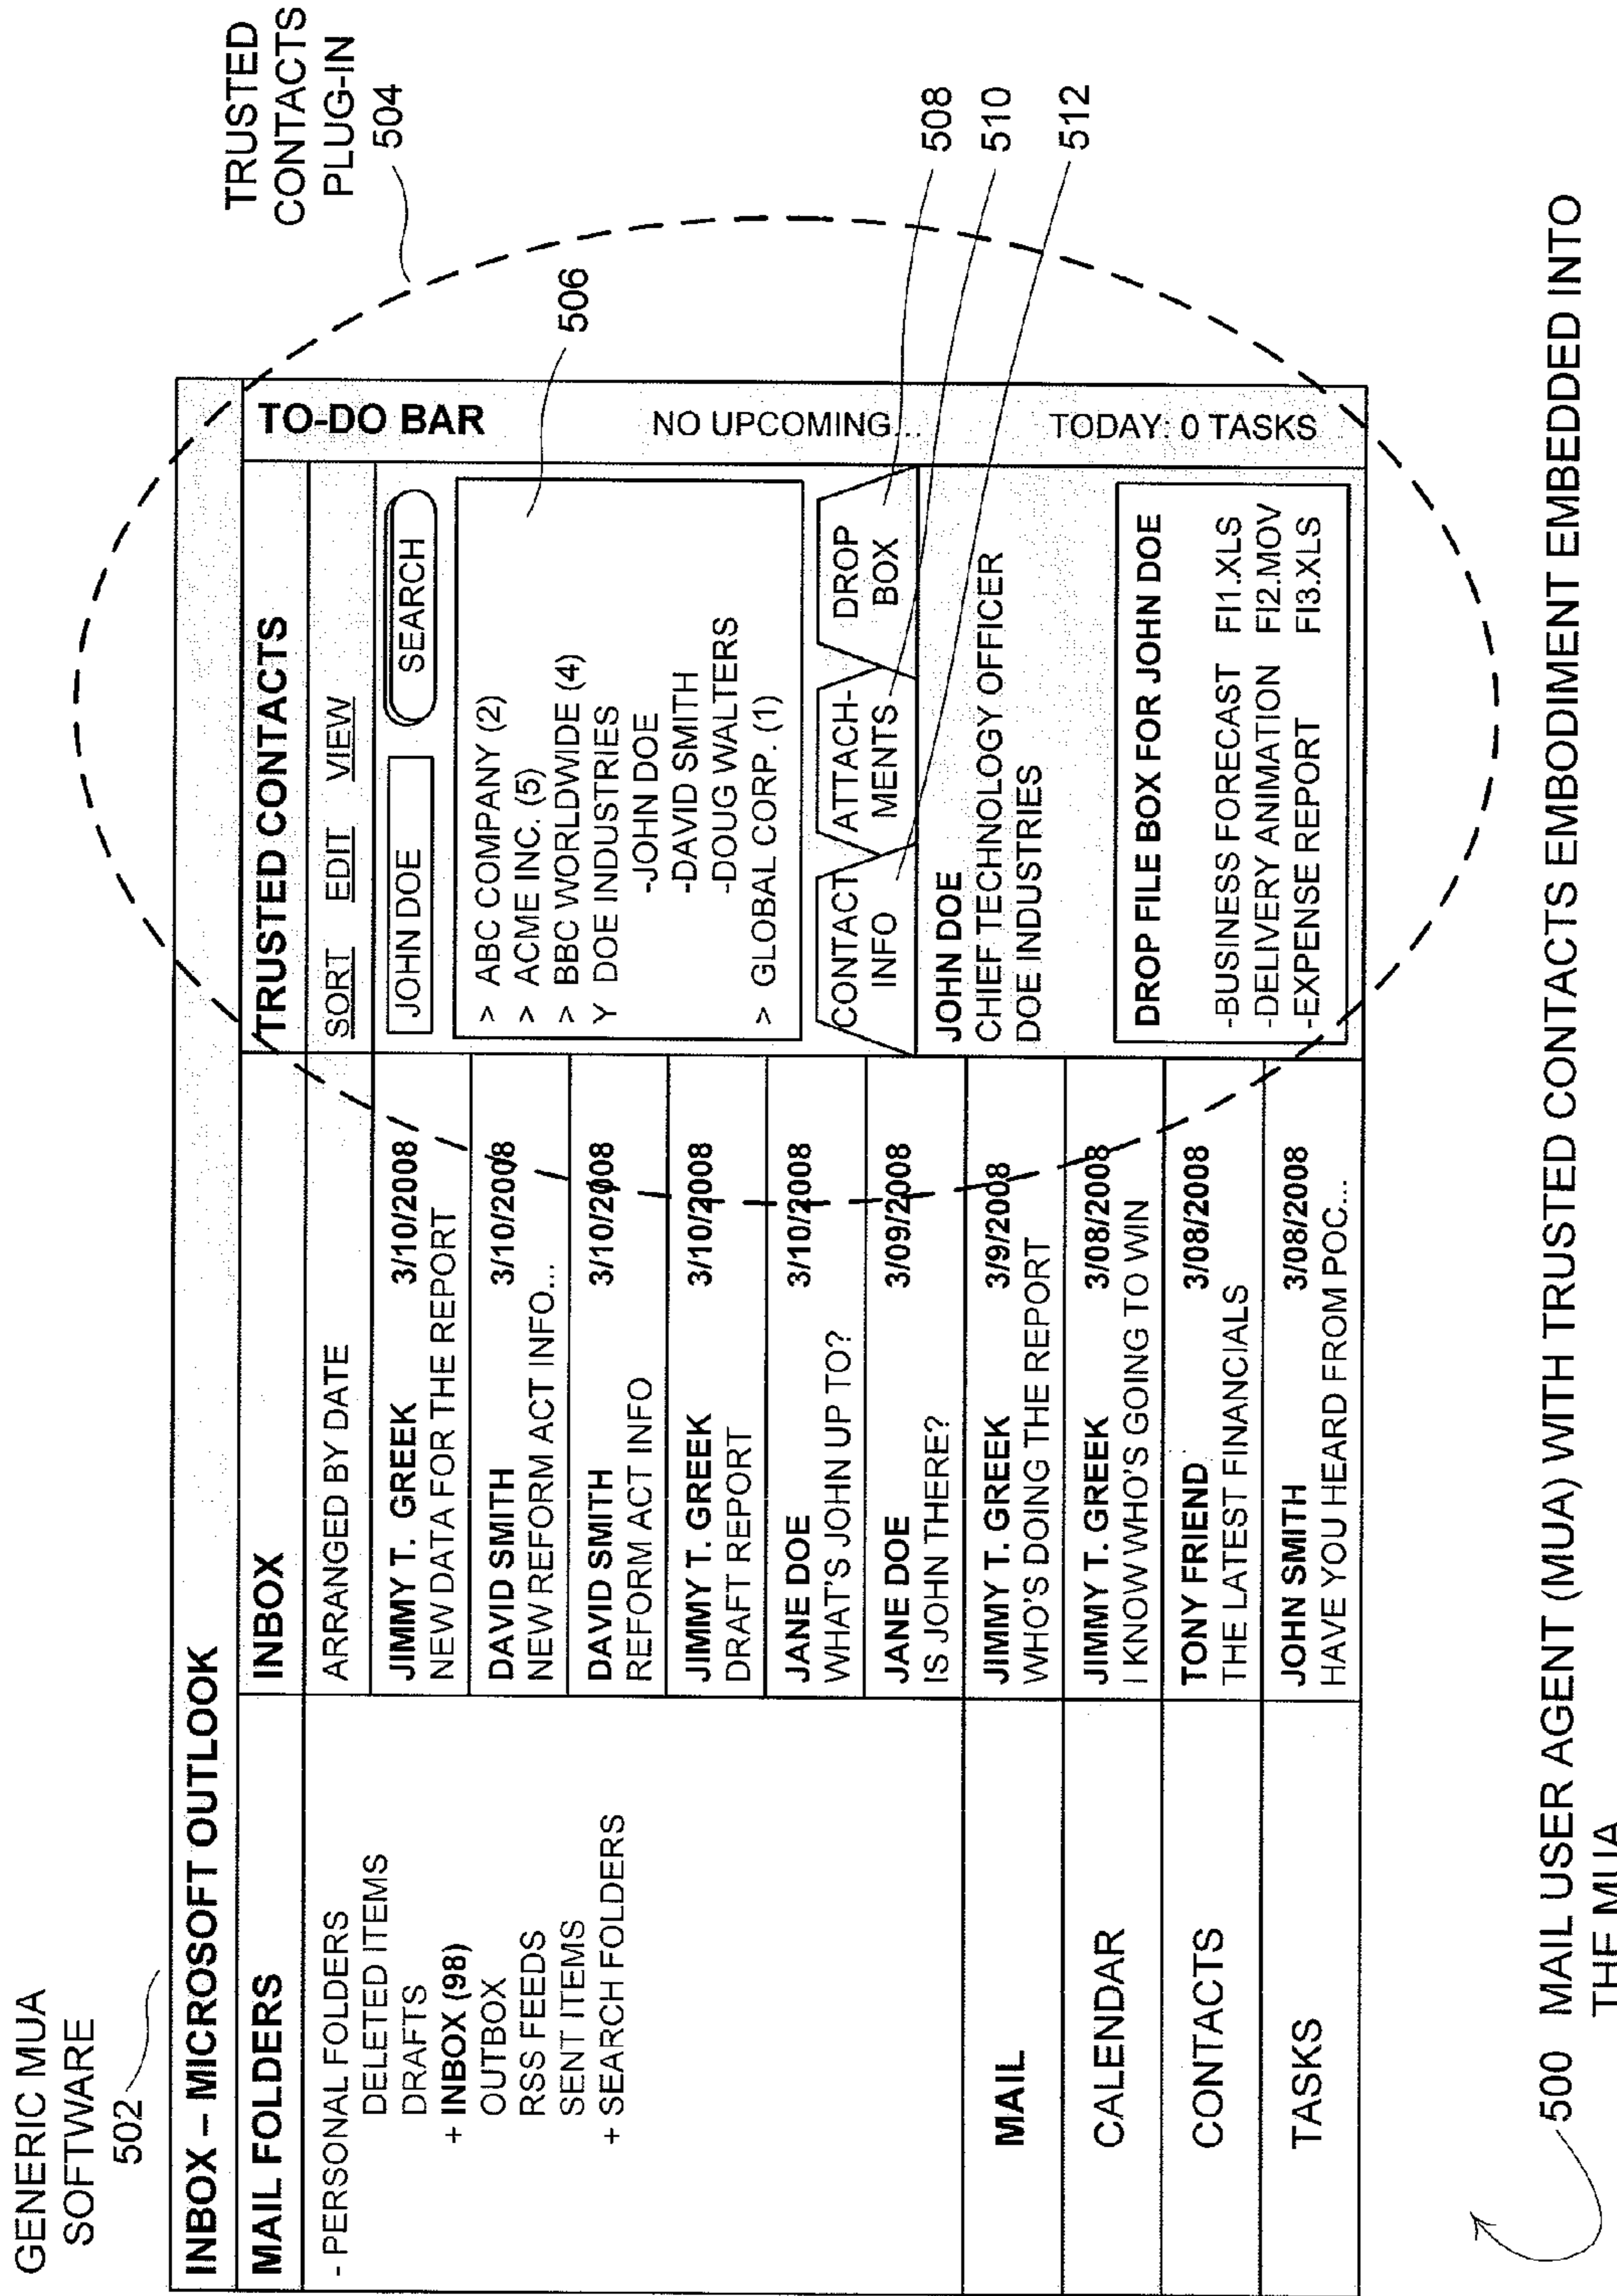 GENERIC MUA
SOFTWARE
502
INBOX – MICROSOFT OUTLOOK
MAIL FOLDERS
- PERSONAL FOLDERS
DELETED ITEMS
DRAFTS
+ INBOX (98)
OUTBOX
RSS FEEDS
SENT ITEMS
+ SEARCH FOLDERS
MAIL
CALENDAR
CONTACTS
TASKS
INBOX
ARRANGED BY DATE
JIMMY T. GREEK 3/10/2008
NEW DATA FOR THE REPORT
DAVID SMITH 3/10/2008
NEW REFORM ACT INFO...
DAVID SMITH 3/10/2008
REFORM ACT INFO
JIMMY T. GREEK 3/10/2008
DRAFT REPORT
JANE DOE 3/10/2008
WHAT'S JOHN UP TO?
JANE DOE 3/09/2008
IS JOHN THERE?
JIMMY T. GREEK 3/9/2008
WHO'S DOING THE REPORT
JIMMY T. GREEK 3/08/2008
I KNOW WHO'S GOING TO WIN
TONY FRIEND 3/08/2008
THE LATEST FINANCIALS
JOHN SMITH 3/08/2008
HAVE YOU HEARD FROM POC...
TRUSTED CONTACTS
SORT EDIT VIEW
JOHN DOE SEARCH
> ABC COMPANY (2)
> ACME INC. (5)
> BBC WORLDWIDE (4)
Y DOE INDUSTRIES
-JOHN DOE
-DAVID SMITH
-DOUG WALTERS
> GLOBAL CORP. (1)
CONTACT
INFO
ATTACH-
MENTS
DROP
BOX
JOHN DOE
CHIEF TECHNOLOGY OFFICER
DOE INDUSTRIES
DROP FILE BOX FOR JOHN DOE
-BUSINESS FORECAST FI1.XLS
-DELIVERY ANIMATION FI2.MOV
-EXPENSE REPORT FI3.XLS
TO-DO BAR
NO UPCOMING...
TODAY: 0 TASKS
TRUSTED
CONTACTS
PLUG-IN
504
506
508
510
512
500 MAIL USER AGENT (MUA) WITH TRUSTED CONTACTS EMBODIMENT EMBEDDED INTO
THE MUA